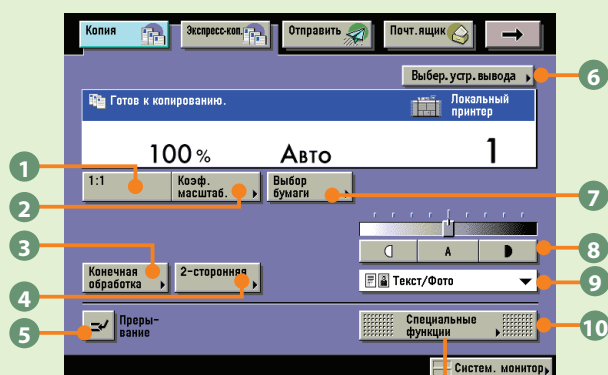 Копия
Экспресс-коп.
Отправить
Почт.ящик
Выбер.устр.вывода
6
Готов к копированию.
Локальный
принтер
100 %
Авто
1
1
1:1
Коэф.
масштаб.
Выбор
бумаги
2
7
A
8
3
Конечная
обработка
2-сторонняя
Текст/Фото
9
4
5
Преры-
вание
Специальные
функции
10
Систем. монитор